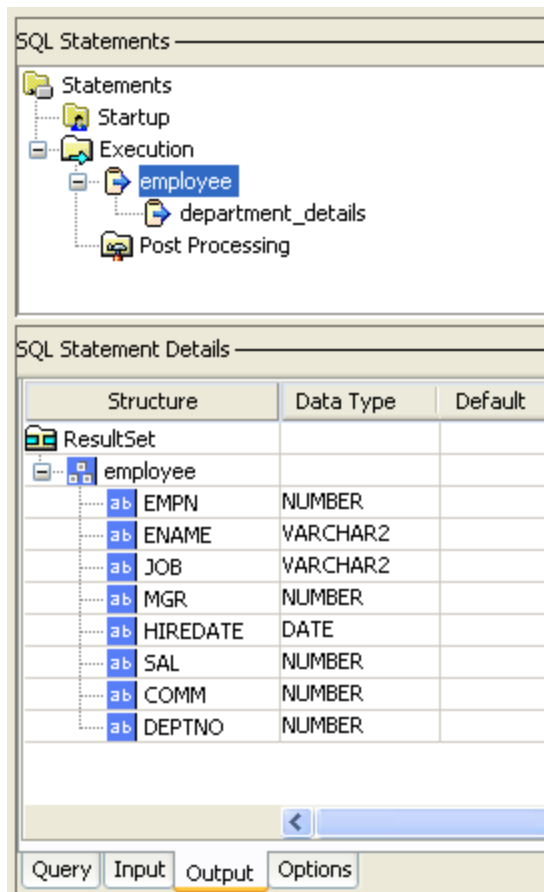 SQL Statements
Statements
Startup
Execution
employee
department_details
Post Processing
SQL Statement Details
Structure Data Type Default
ResultSet
employee
ab EMPN NUMBER
ab ENAME VARCHAR2
ab JOB VARCHAR2
ab MGR NUMBER
ab HIREDATE DATE
ab SAL NUMBER
ab COMM NUMBER
ab DEPTNO NUMBER
Query Input Output Options